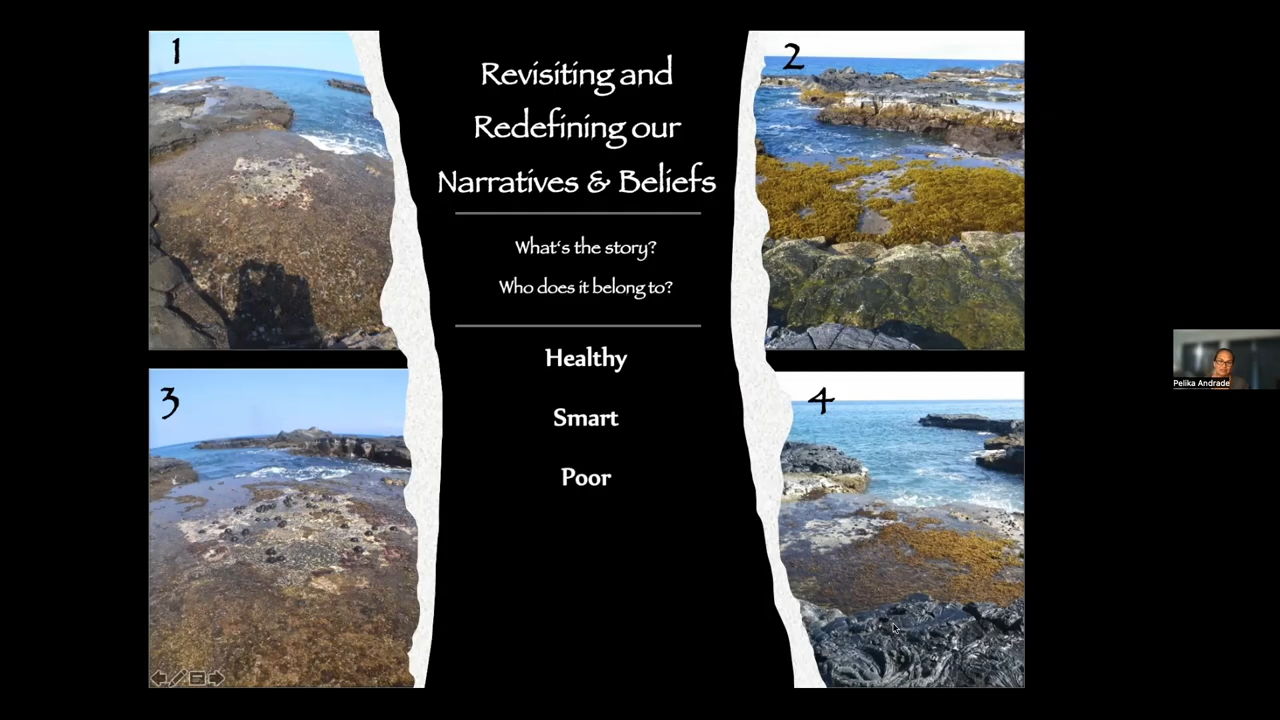 1
Revisiting and
Redefining our
Narratives & Beliefs
2
What's the story?
Who does it belong to?
Healthy
Smart
Poor
3
4
Pelika Andrade